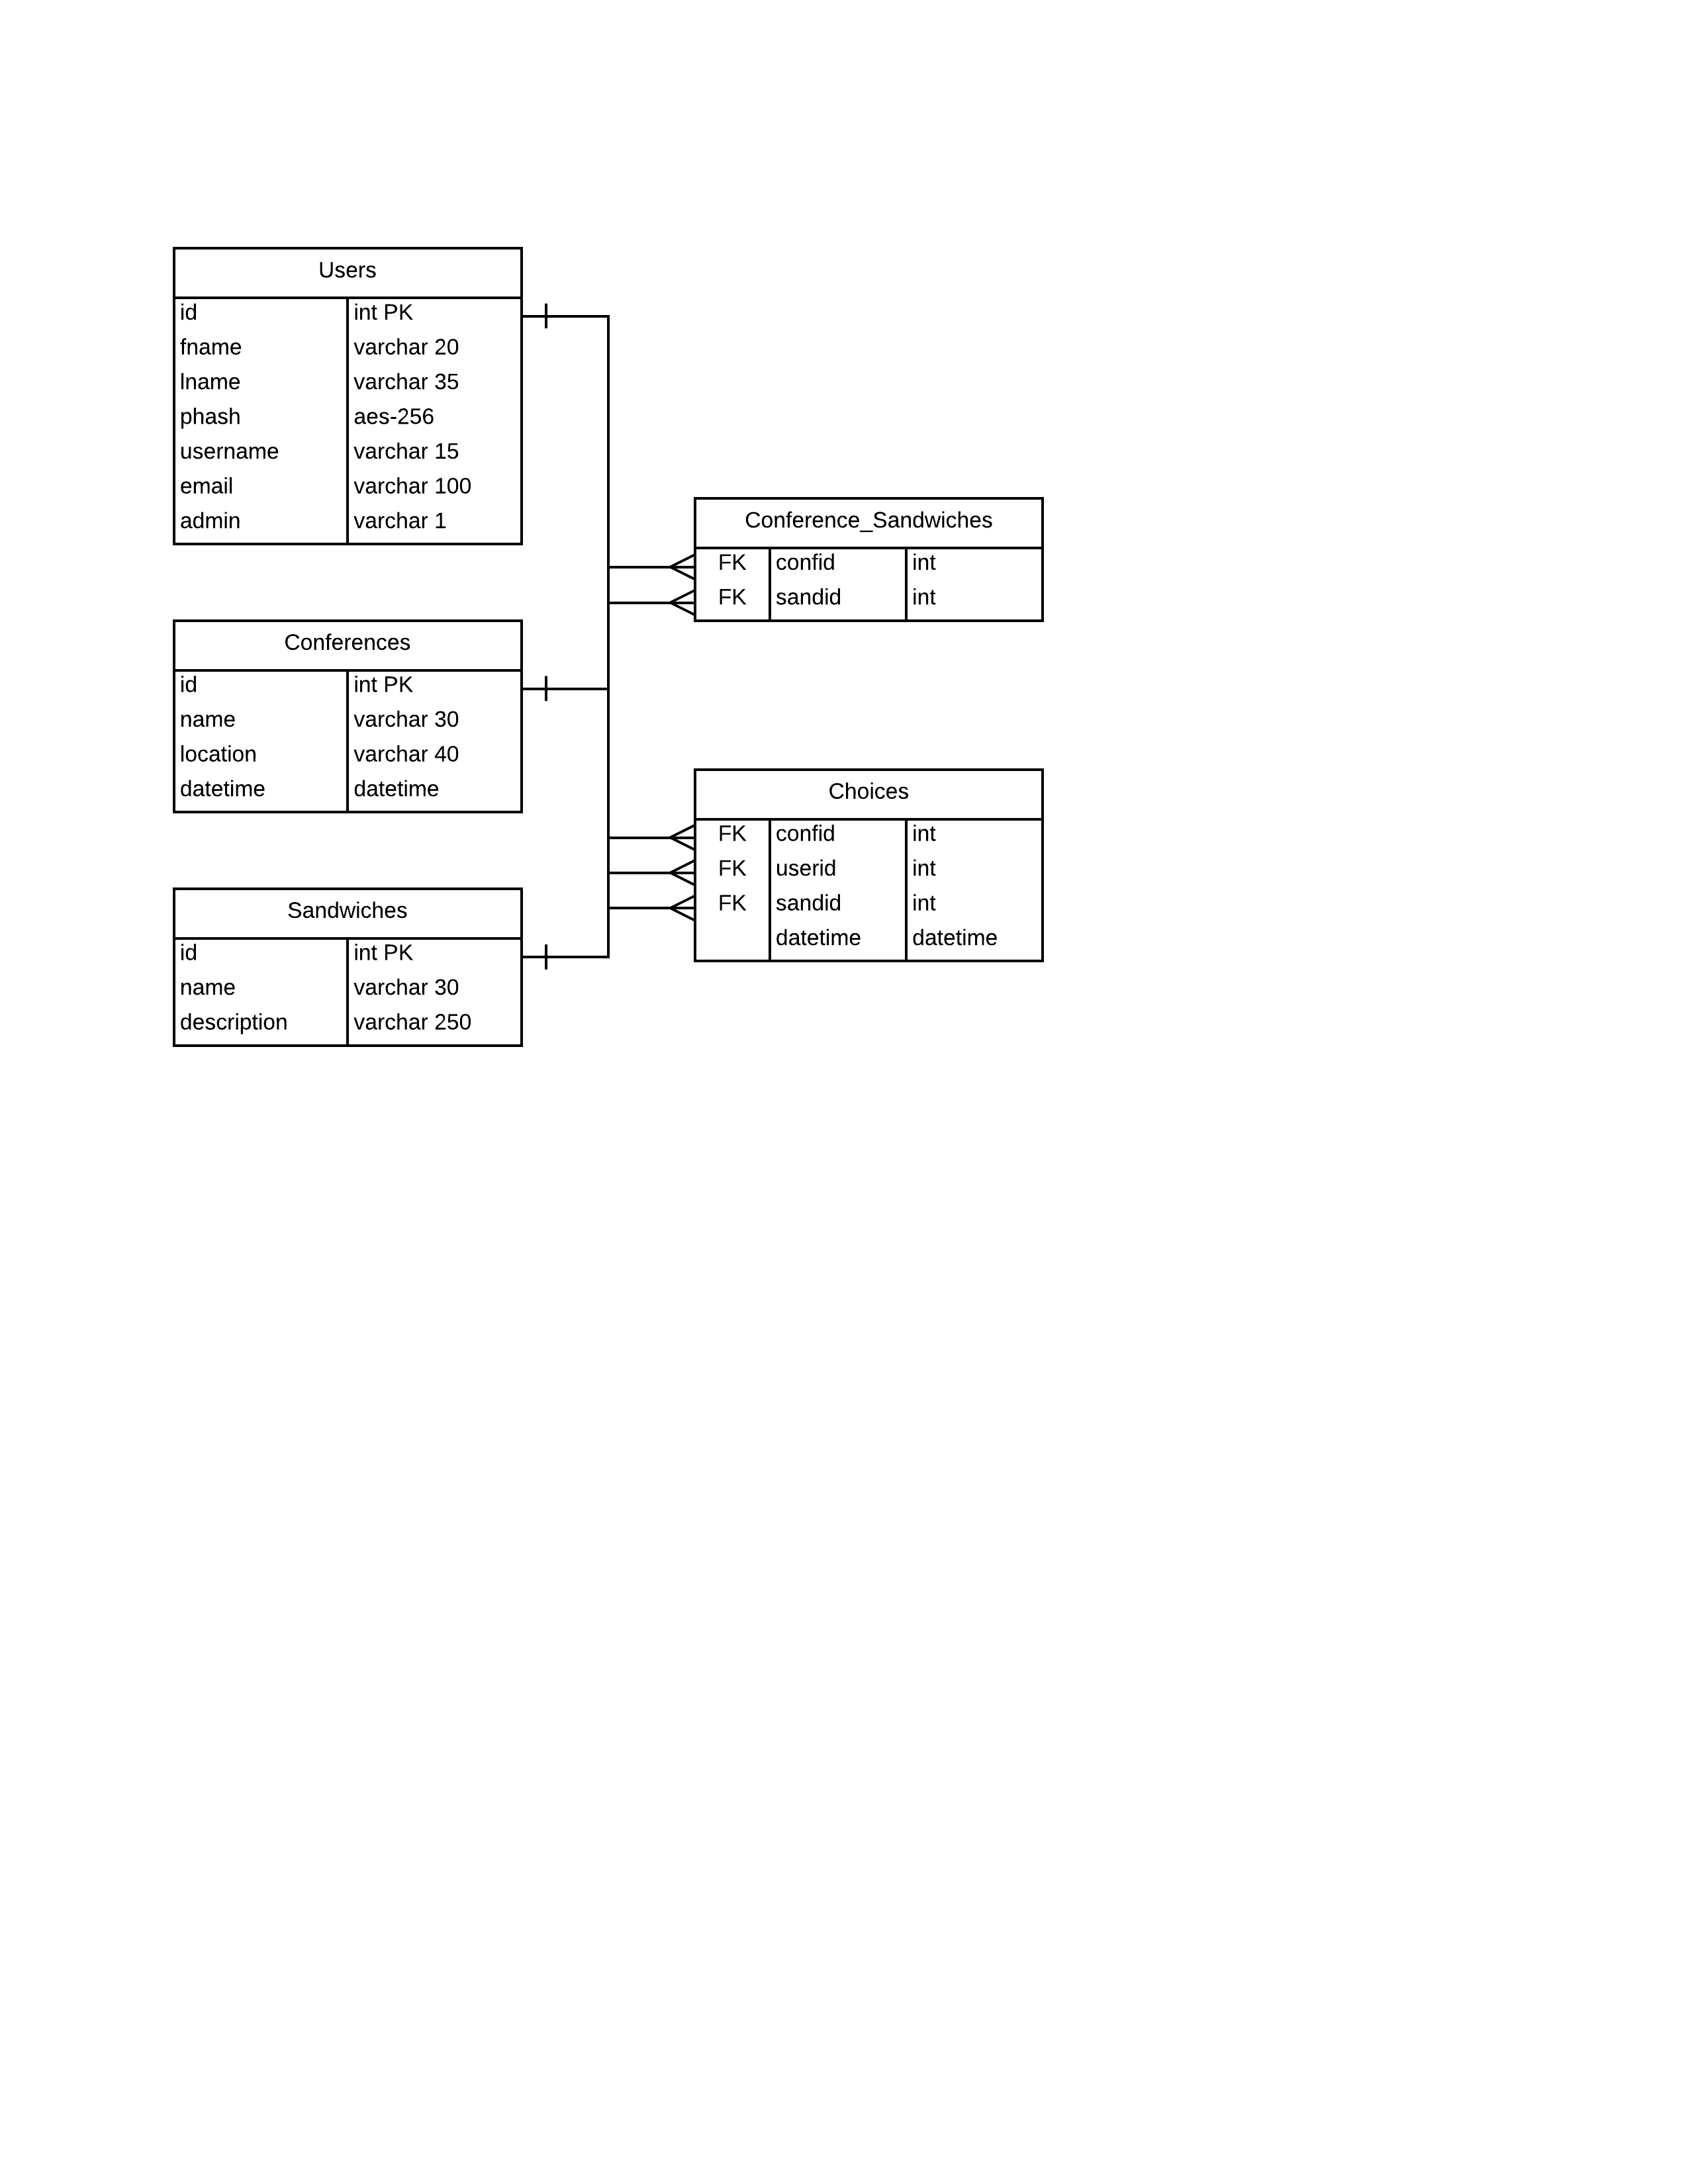 Users
id int PK
fname varchar 20
lname varchar 35
phash aes-256
username varchar 15
email varchar 100
admin varchar 1
Conference_Sandwiches
FK confid int
FK sandid int
Conferences
id int PK
name varchar 30
location varchar 40
datetime datetime
Choices
FK confid int
FK userid int
FK sandid int
datetime datetime
Sandwiches
id int PK
name varchar 30
description varchar 250